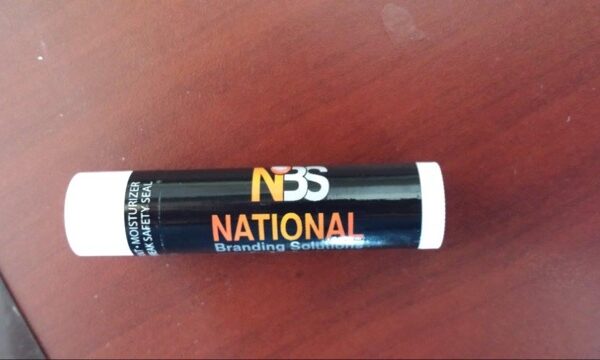 NBS
NATIONAL
Branding Solutions
• MOISTURIZER
SAFETY SEAL